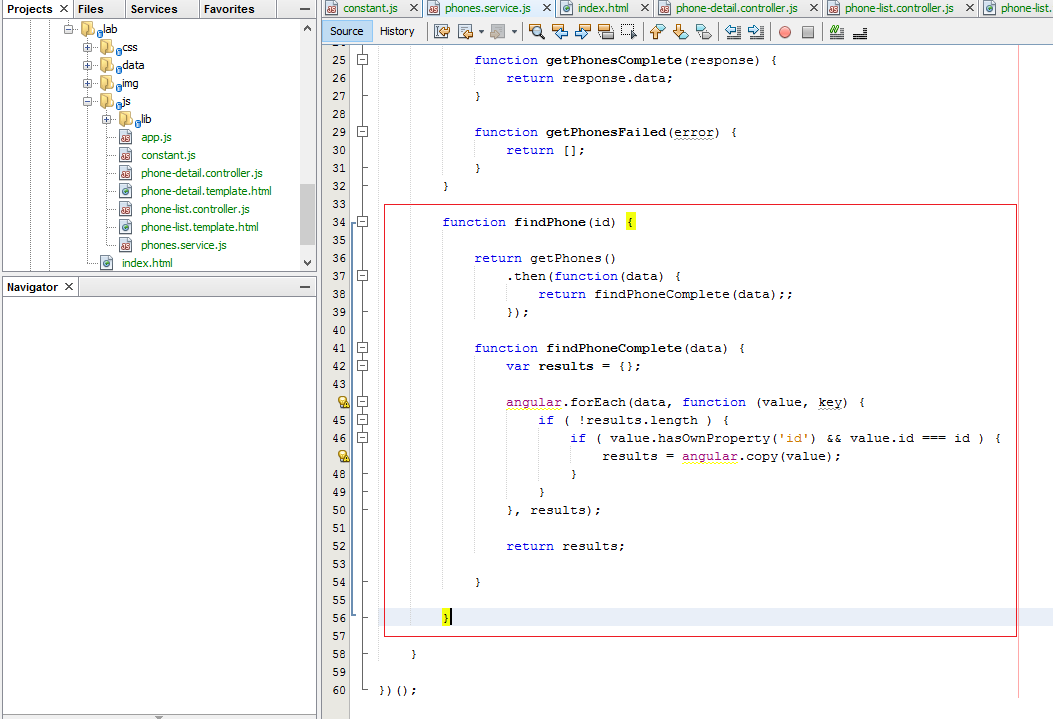 Projects Files Services Favorites
lab
css
data
img
js
lib
app.js
constant.js
phone-detail.controller.js
phone-detail.template.html
phone-list.controller.js
phone-list.template.html
phones.service.js
index.html
Navigator
constant.js phones.service.js index.html phone-detail.controller.js phone-list.controller.js phone-list.
Source History
25 function getPhonesComplete(response) {
26 return response.data;
27 }
28
29 function getPhonesFailed(error) {
30 return [];
31 }
32 }
33
34 function findPhone(id) {
35
36 return getPhones()
37 .then(function(data) {
38 return findPhoneComplete(data);;
39 });
40
41 function findPhoneComplete(data) {
42 var results = {};
43
angular.forEach(data, function (value, key) {
45 if ( !results.length ) {
46 if ( value.hasOwnProperty('id') && value.id === id ) {
results = angular.copy(value);
48 }
49 }
50 }, results);
51
52 return results;
53
54 }
55
56 }
57
58 }
59
60 })();